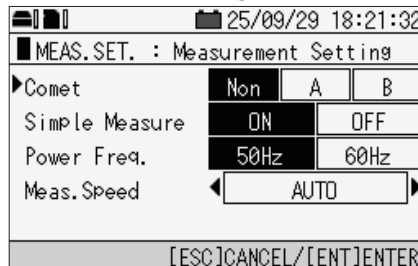 25/09/29 18:21:32
MEAS.SET. : Measurement Setting
Comet Non A B
Simple Measure ON OFF
Power Freq. 50Hz 60Hz
Meas.Speed AUTO
[ESC]CANCEL/[ENT]ENTER